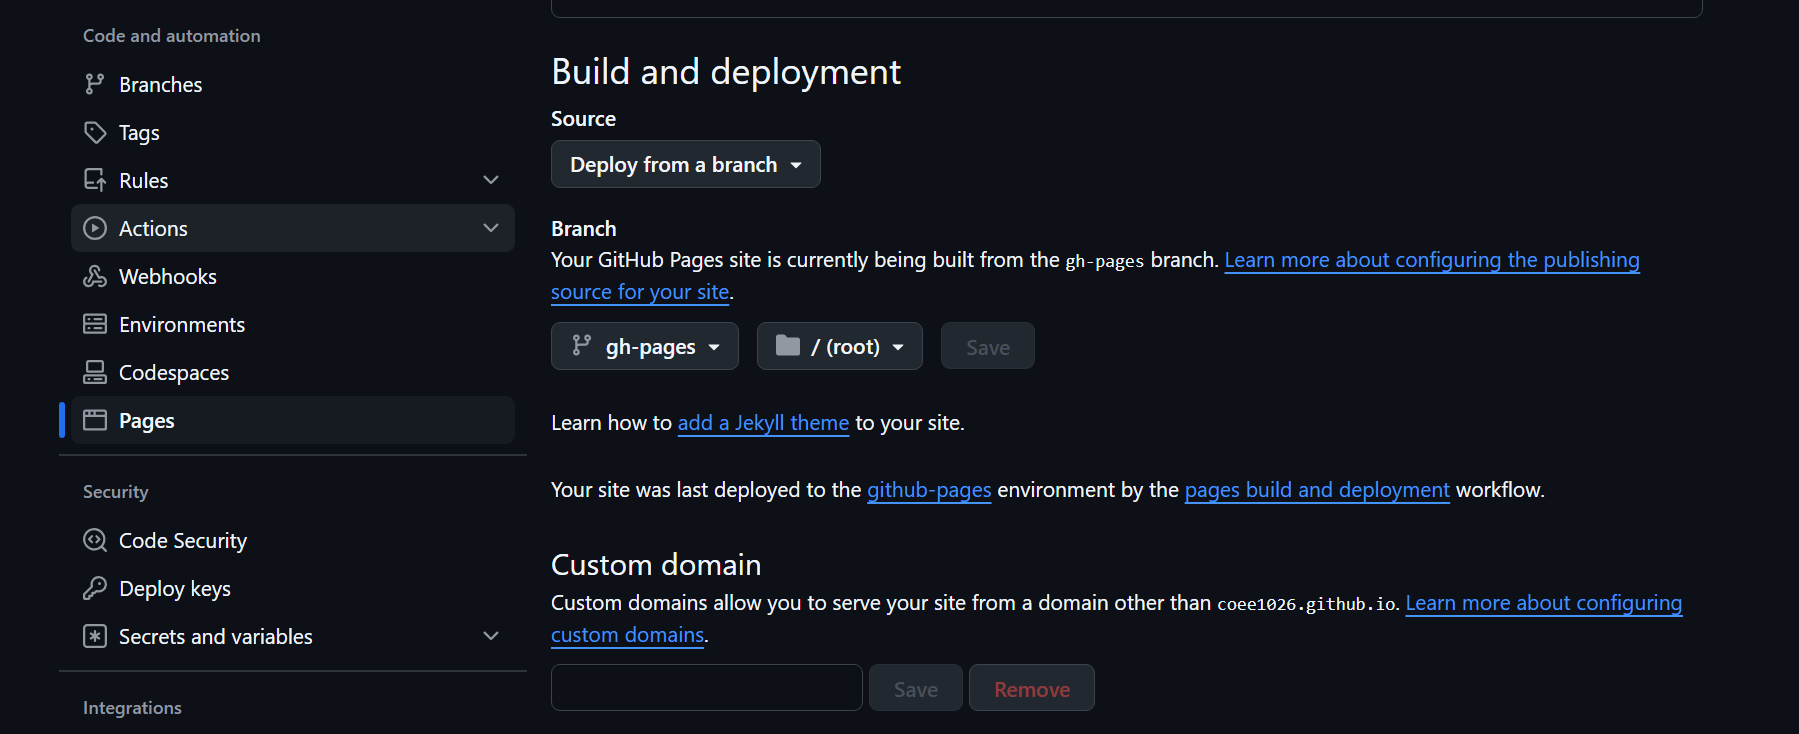 Code and automation
Branches
Tags
Rules
Actions
Webhooks
Environments
Codespaces
Pages
Security
Code Security
Deploy keys
Secrets and variables
Integrations
Build and deployment
Source
Deploy from a branch
Branch
Your GitHub Pages site is currently being built from the gh-pages branch. Learn more about configuring the publishing
source for your site.
gh-pages / (root) Save
Learn how to add a Jekyll theme to your site.
Your site was last deployed to the github-pages environment by the pages build and deployment workflow.
Custom domain
Custom domains allow you to serve your site from a domain other than coee1026.github.io. Learn more about configuring
custom domains.
Save Remove